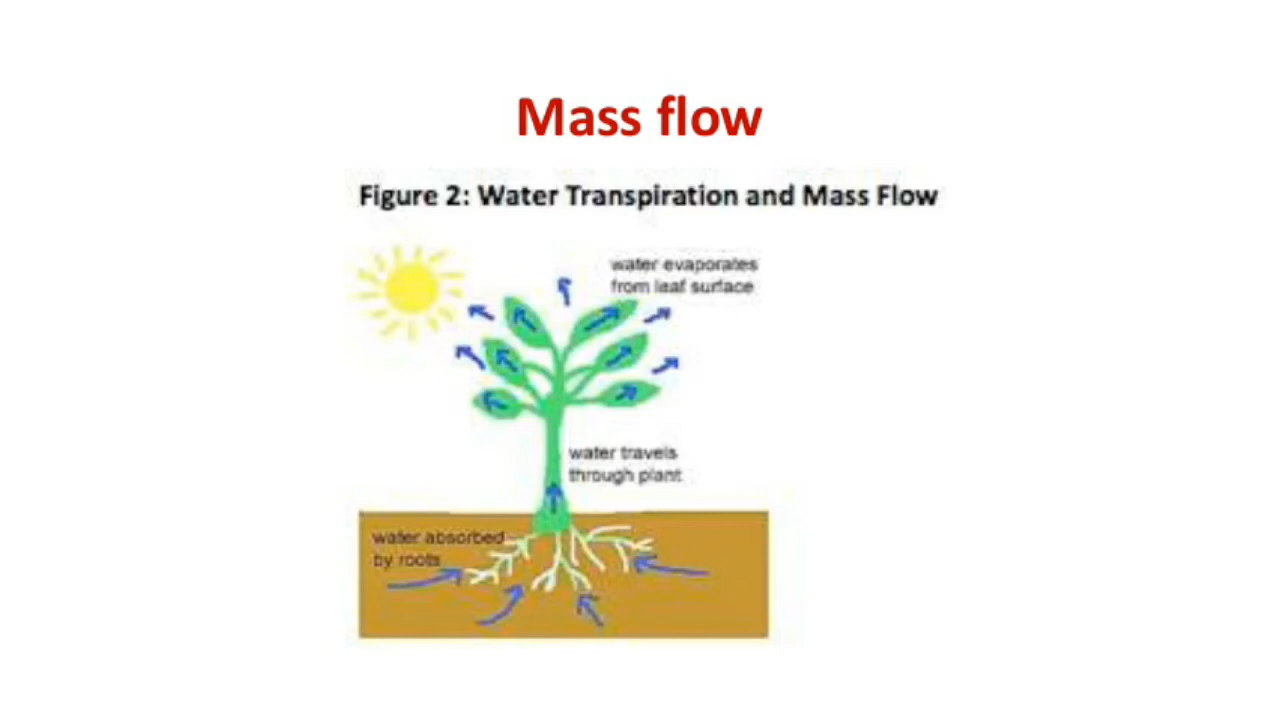 Mass flow
Figure 2: Water Transpiration and Mass Flow
water evaporates
from leaf surface
water travels
through plant
water absorbed
by roots